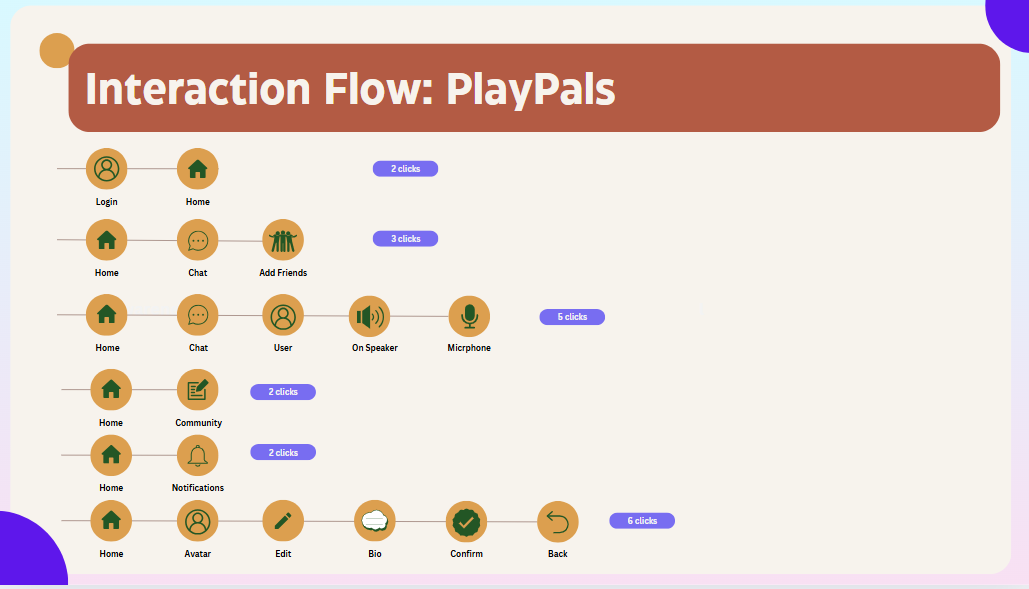 Interaction Flow: PlayPals
2 clicks
Login Home
3 clicks
Home Chat Add Friends
5 clicks
Home Chat User On Speaker Micrphone
2 clicks
Home Community
2 clicks
Home Notifications
6 clicks
Home Avatar Edit Bio Confirm Back